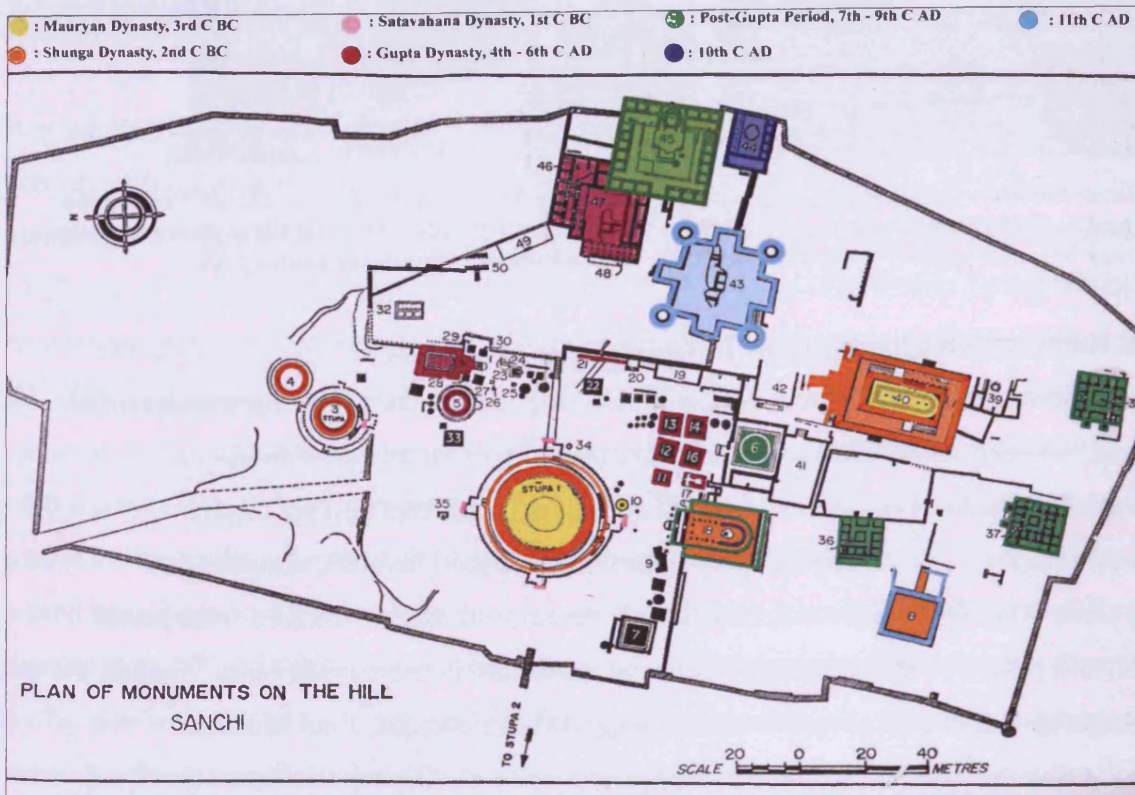 : Mauryan Dynasty, 3rd C BC
: Satavahana Dynasty, 1st C BC
: Post-Gupta Period, 7th - 9th C AD
: 11th C AD
: Shunga Dynasty, 2nd C BC
: Gupta Dynasty, 4th - 6th C AD
: 10th C AD
45
44
46
47
N
49
48
50
43
32
29
30
31
24
28
23
26
27
25
21
20
19
22
42
40
39
4
3
STUPA
5
33
13
14
34
12
16
6
41
11
STUPA 1
10
35
36
37
9
8
7
PLAN OF MONUMENTS ON THE HILL
SANCHI
TO STUPA 2
20 0 20 40
SCALE METRES